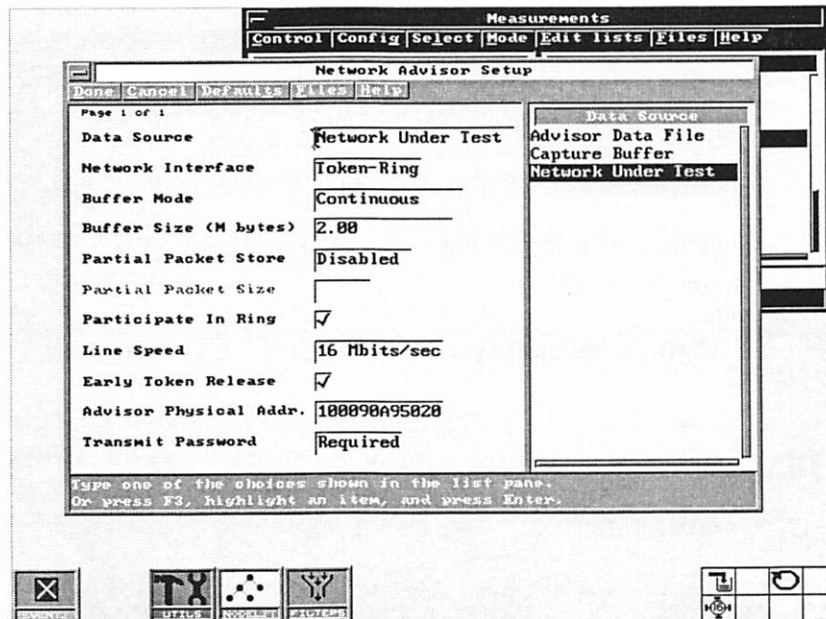 Measurements
Control Config Select Mode Edit lists Files Help
Network Advisor Setup
Done Cancel Defaults Files Help
Page 1 of 1
Data Source Network Under Test
Network Interface Token-Ring
Buffer Mode Continuous
Buffer Size (M bytes) 2.00
Partial Packet Store Disabled
Partial Packet Size
Participate In Ring
Line Speed 16 Mbits/sec
Early Token Release
Advisor Physical Addr. 100090A95020
Transmit Password Required
Data Source
Advisor Data File
Capture Buffer
Network Under Test
Type one of the choices shown in the list pane.
Or press F3, highlight an item, and press Enter.
EVENTS
UTILS
NODELST
FILTERS
16